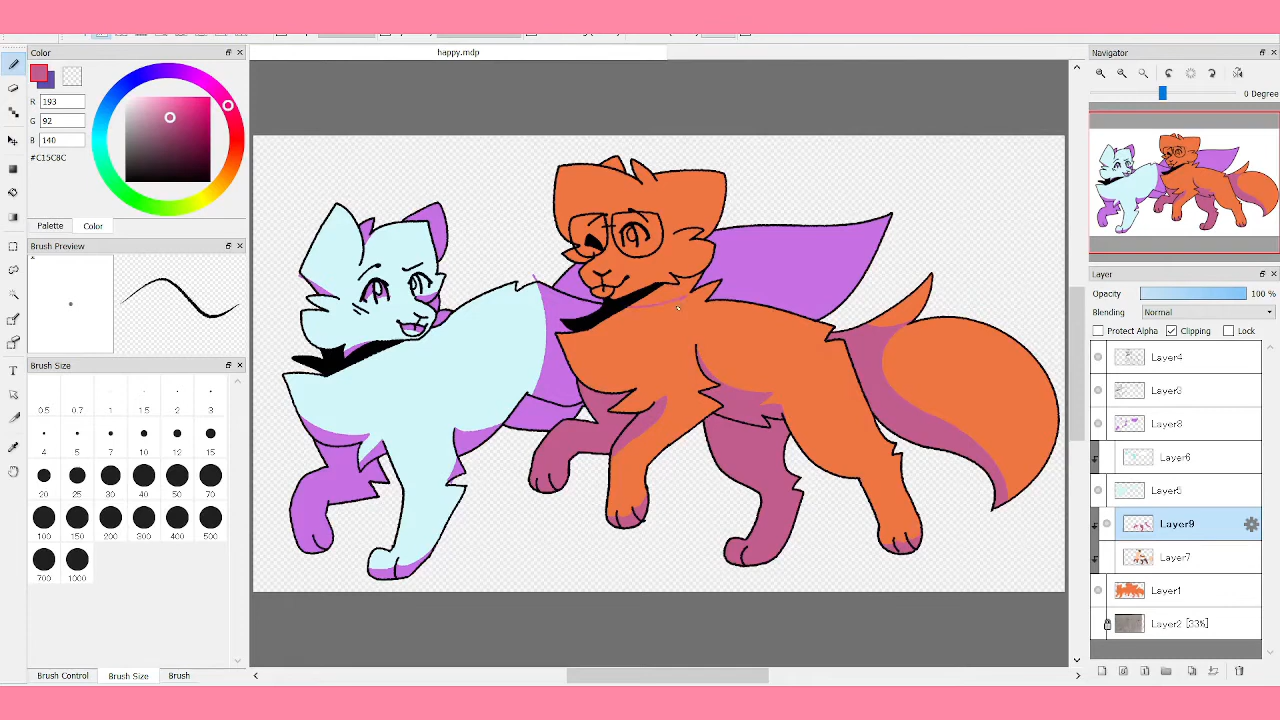 happy.mdp
Color
R 193
G 92
B 140
#C15C8C
Palette Color
Brush Preview
Brush Size
0.5 0.7 1 1.5 2 3
4 5 7 10 12 15
20 25 30 40 50 70
100 150 200 300 400 500
700 1000
Brush Control Brush Size Brush
Navigator
0 Degree
Layer
Opacity 100 %
Blending Normal
Protect Alpha Clipping Lock
Layer4
Layer3
Layer8
Layer6
Layer5
Layer9
Layer7
Layer1
Layer2 [33%]